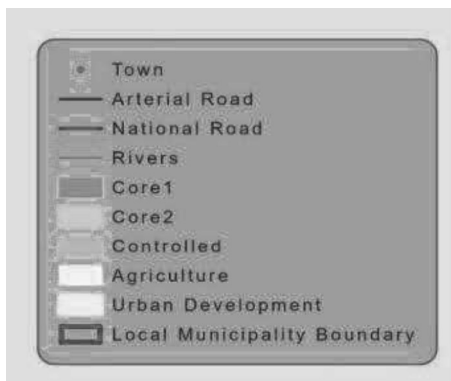 Town
Arterial Road
National Road
Rivers
Core1
Core2
Controlled
Agriculture
Urban Development
Local Municipality Boundary